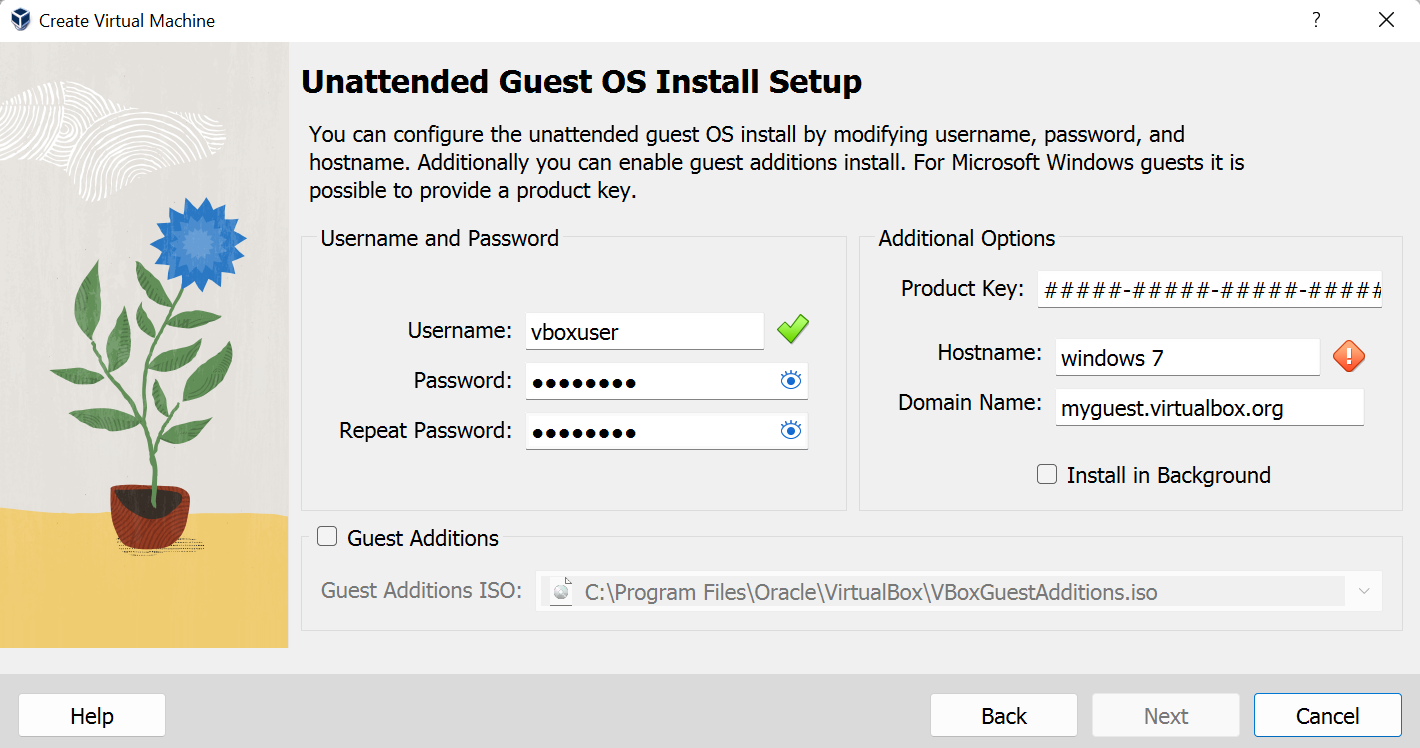 Create Virtual Machine
?
Unattended Guest OS Install Setup
You can configure the unattended guest OS install by modifying username, password, and
hostname. Additionally you can enable guest additions install. For Microsoft Windows guests it is
possible to provide a product key.
Username and Password
Username: vboxuser
Password: ●●●●●●●●
Repeat Password: ●●●●●●●●
Additional Options
Product Key: #####-#####-#####-#####
Hostname: windows 7
Domain Name: myguest.virtualbox.org
Install in Background
Guest Additions
Guest Additions ISO: C:\Program Files\Oracle\VirtualBox\VBoxGuestAdditions.iso
Help Back Next Cancel